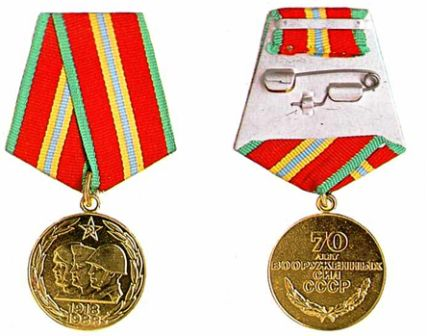 1918
1988
70
ЛЕТ
ВООРУЖЕННЫХ
СИЛ
СССР